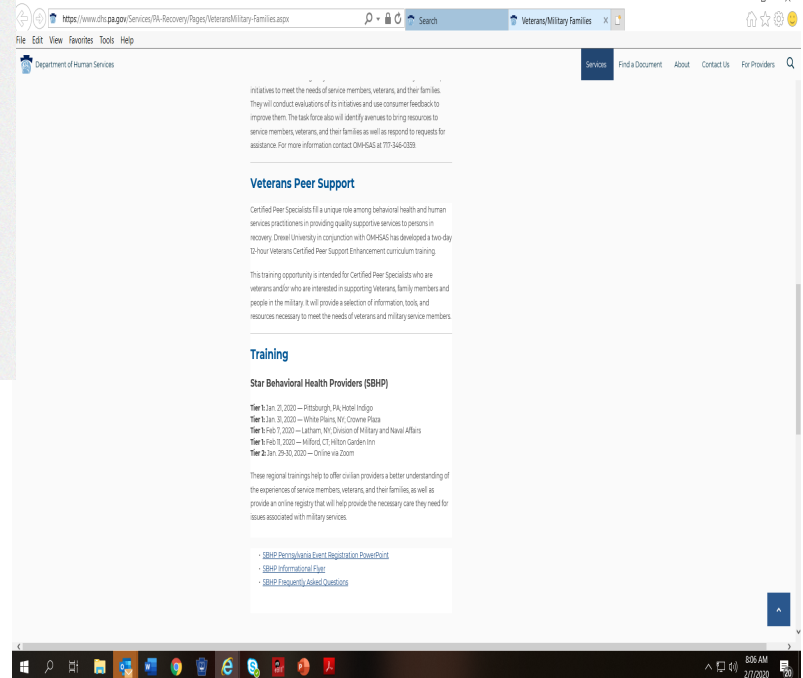 https://www.dhs.pa.gov/Services/PA-Recovery/Pages/VeteransMilitary-Families.aspx
Search
Veterans/Military Families
File Edit View Favorites Tools Help
Department of Human Services
Services
Find a Document
About
Contact Us
For Providers
initiatives to meet the needs of service members, veterans, and their families.
They will conduct evaluations of its initiatives and use consumer feedback to
improve them. The task force also will identify avenues to bring resources to
service members, veterans, and their families as well as respond to requests for
assistance. For more information contact OMHSAS at 717-346-0359.
Veterans Peer Support
Certified Peer Specialists fill a unique role among behavioral health and human
services practitioners in providing quality supportive services to persons in
recovery. Drexel University in conjunction with OMHSAS has developed a two-day
12-hour Veterans Certified Peer Support Enhancement curriculum training.
This training opportunity is intended for Certified Peer Specialists who are
veterans and/or who are interested in supporting Veterans, family members and
people in the military. It will provide a selection of information, tools, and
resources necessary to meet the needs of veterans and military service members.
Training
Star Behavioral Health Providers (SBHP)
Tier 1: Jan. 21, 2020 — Pittsburgh, PA; Hotel Indigo
Tier 1: Jan. 31, 2020 — White Plains, NY; Crowne Plaza
Tier 1: Feb 7, 2020 — Latham, NY; Division of Military and Naval Affairs
Tier 1: Feb 11, 2020 — Milford, CT; Hilton Garden Inn
Tier 2: Jan. 29-30, 2020 — Online via Zoom
These regional trainings help to offer civilian providers a better understanding of
the experiences of service members, veterans, and their families, as well as
provide an online registry that will help provide the necessary care they need for
issues associated with military services.
SBHP Pennsylvania Event Registration PowerPoint
SBHP Informational Flyer
SBHP Frequently Asked Questions
8:06 AM
2/7/2020
20